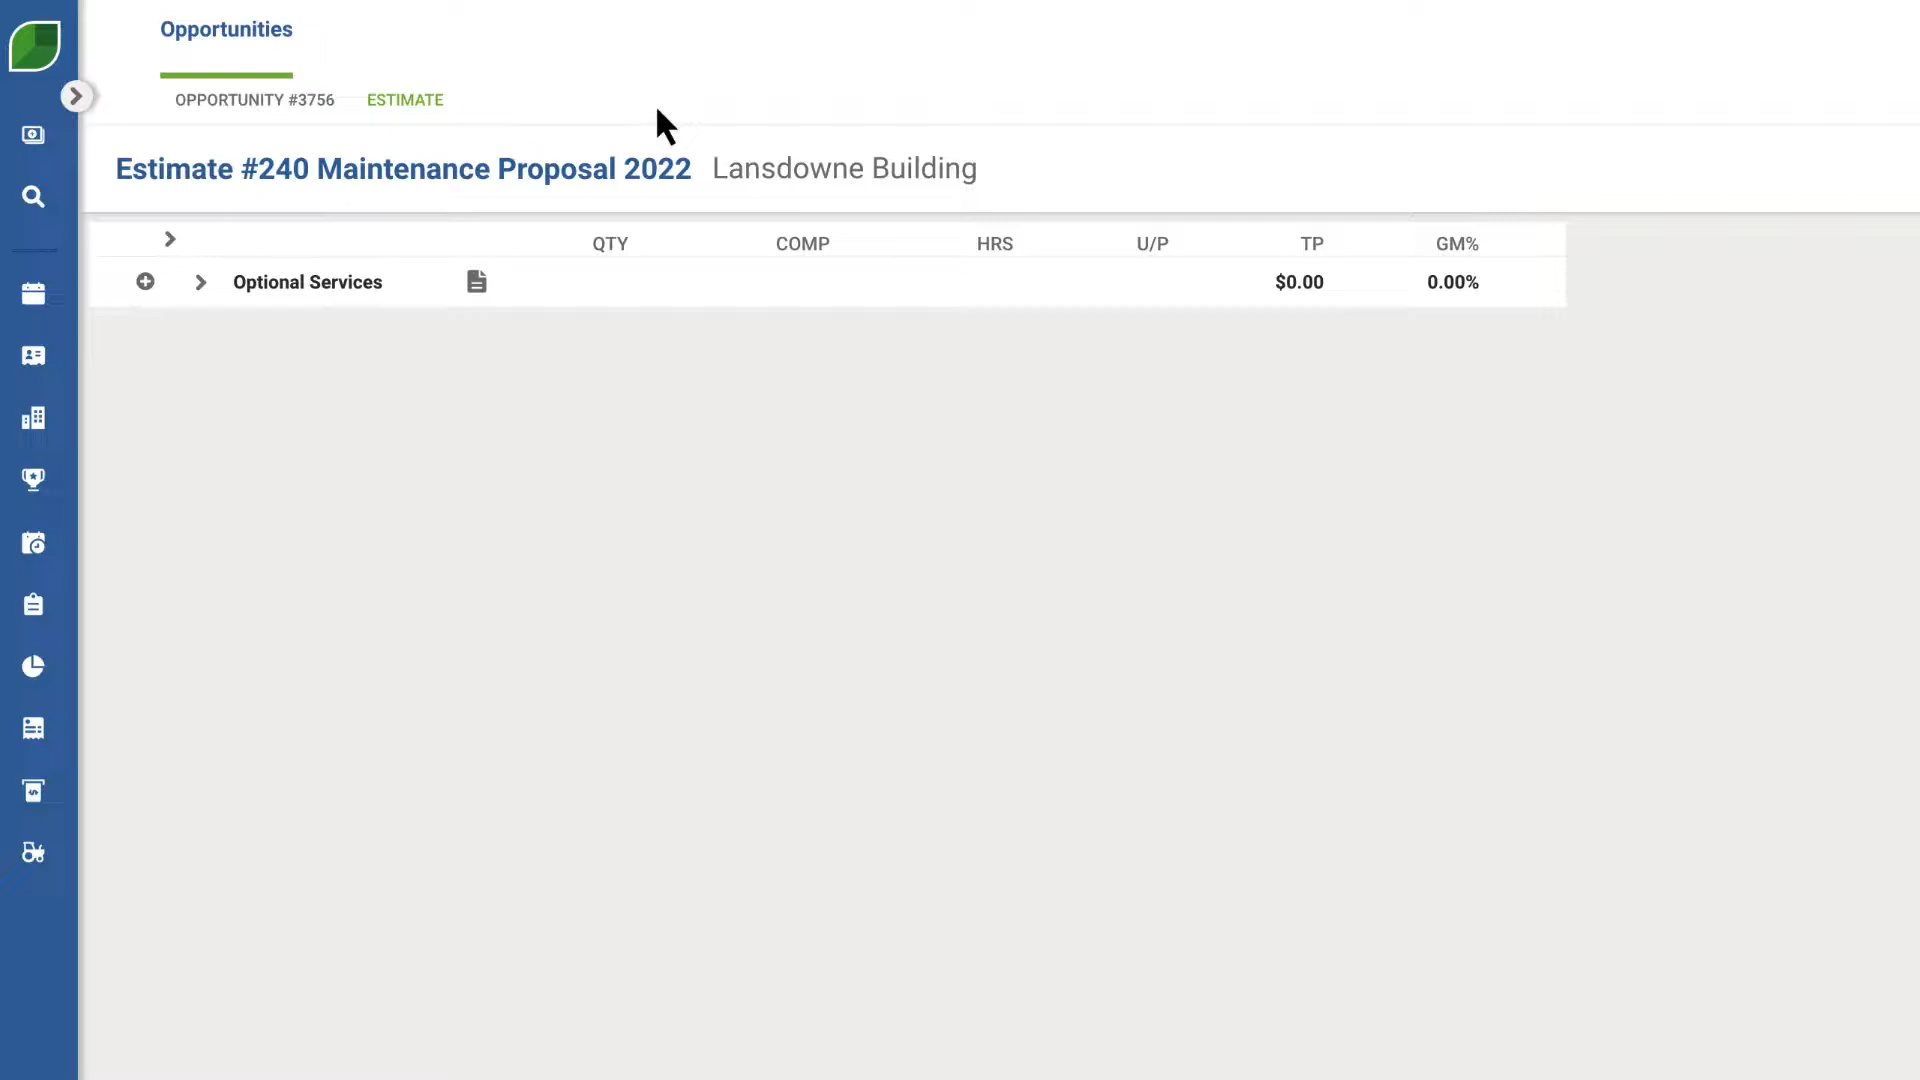 Opportunities
OPPORTUNITY #3756 ESTIMATE
Estimate #240 Maintenance Proposal 2022 Lansdowne Building
QTY COMP HRS U/P TP GM%
Optional Services $0.00 0.00%